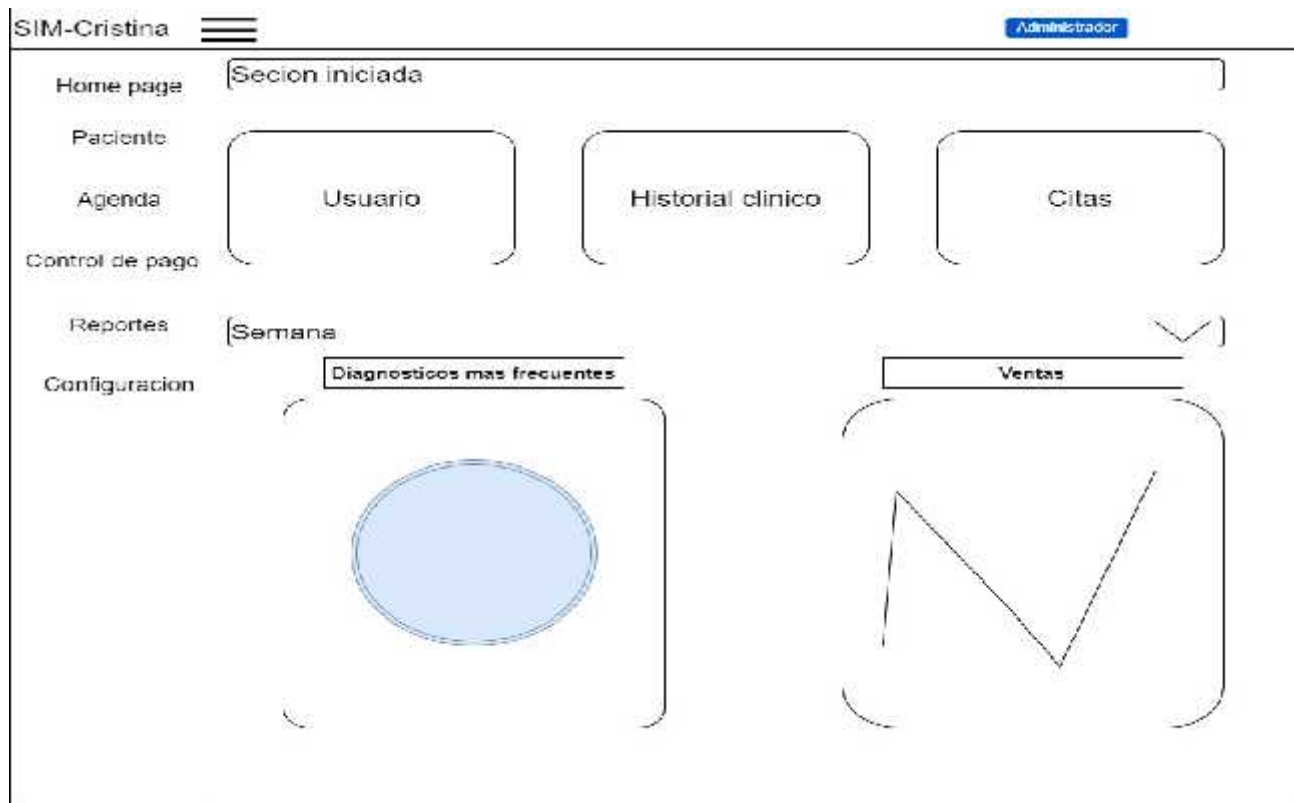 SIM-Cristina
Administrador
Home page
Paciente
Agenda
Control de pago
Reportes
Configuracion
Secion iniciada
Usuario
Historial clinico
Citas
Semana
Diagnosticos mas frecuentes
Ventas